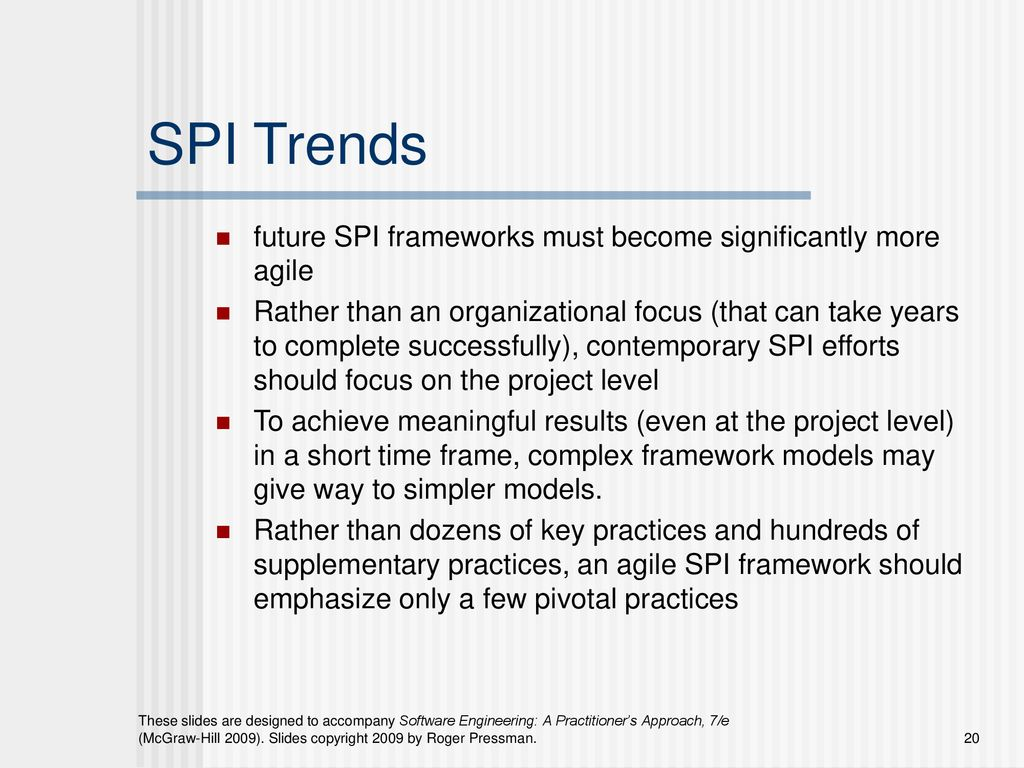 SPI Trends
future SPI frameworks must become significantly more
agile
Rather than an organizational focus (that can take years
to complete successfully), contemporary SPI efforts
should focus on the project level
To achieve meaningful results (even at the project level)
in a short time frame, complex framework models may
give way to simpler models.
Rather than dozens of key practices and hundreds of
supplementary practices, an agile SPI framework should
emphasize only a few pivotal practices
These slides are designed to accompany Software Engineering: A Practitioner's Approach, 7/e
(McGraw-Hill 2009). Slides copyright 2009 by Roger Pressman.
20